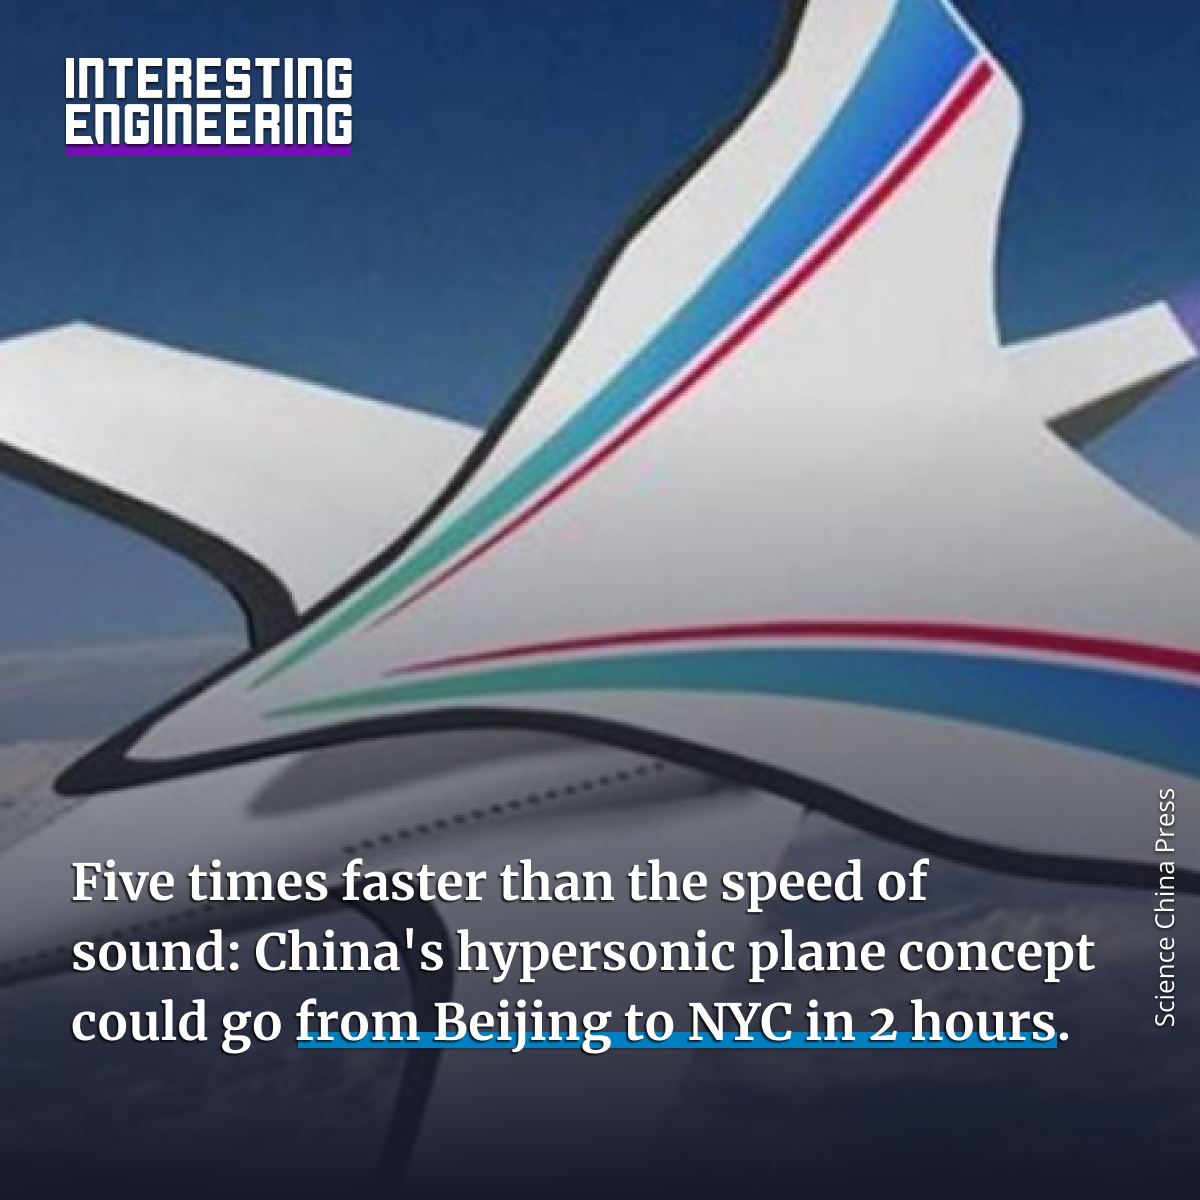 INTERESTING
ENGINEERING
Five times faster than the speed of
sound: China's hypersonic plane concept
could go from Beijing to NYC in 2 hours.
Science China Press